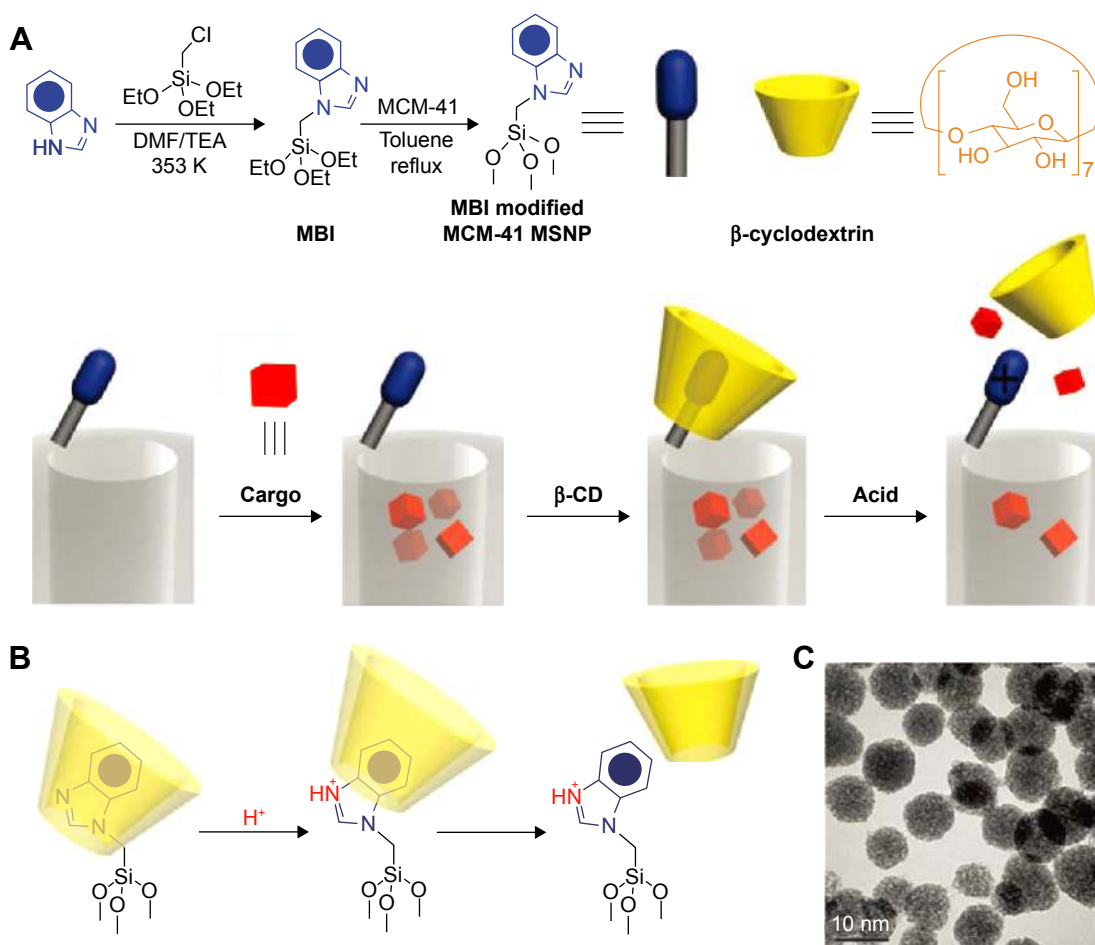 A
Cl
Si
EtO
OEt
OEt
HN
N
DMF/TEA
353 K
N
N
Si
EtO
OEt
OEt
MBI
MCM-41
Toluene
reflux
N
N
Si
O
O
O
MBI modified
MCM-41 MSNP
β-cyclodextrin
OH
O
O
HO
OH
7
Cargo
β-CD
Acid
+
B
N
N
Si
O
O
O
H+
+
HN
N
Si
O
O
O
+
HN
N
Si
O
O
O
C
10 nm